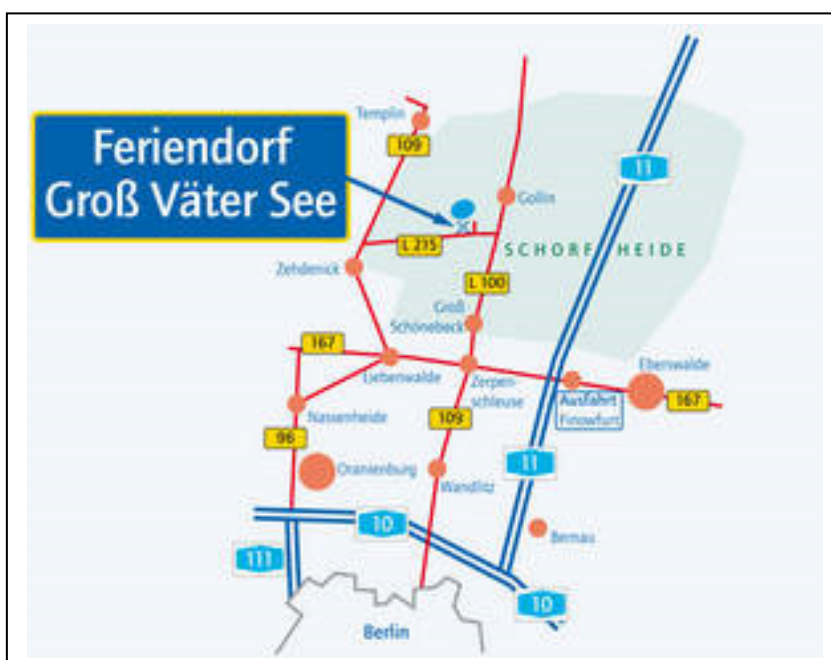 Templin
109
Feriendorf
Groß Väter See
11
Gollin
L 215
SCHORFHEIDE
Zehdenick
L 100
Groß
Schönebeck
167
Liebenwalde
Zerpen-
schleuse
Eberswalde
Ausfahrt
Finowfurt
167
Nassenheide
109
96
Oranienburg
Wandlitz
11
10
Bernau
111
10
Berlin